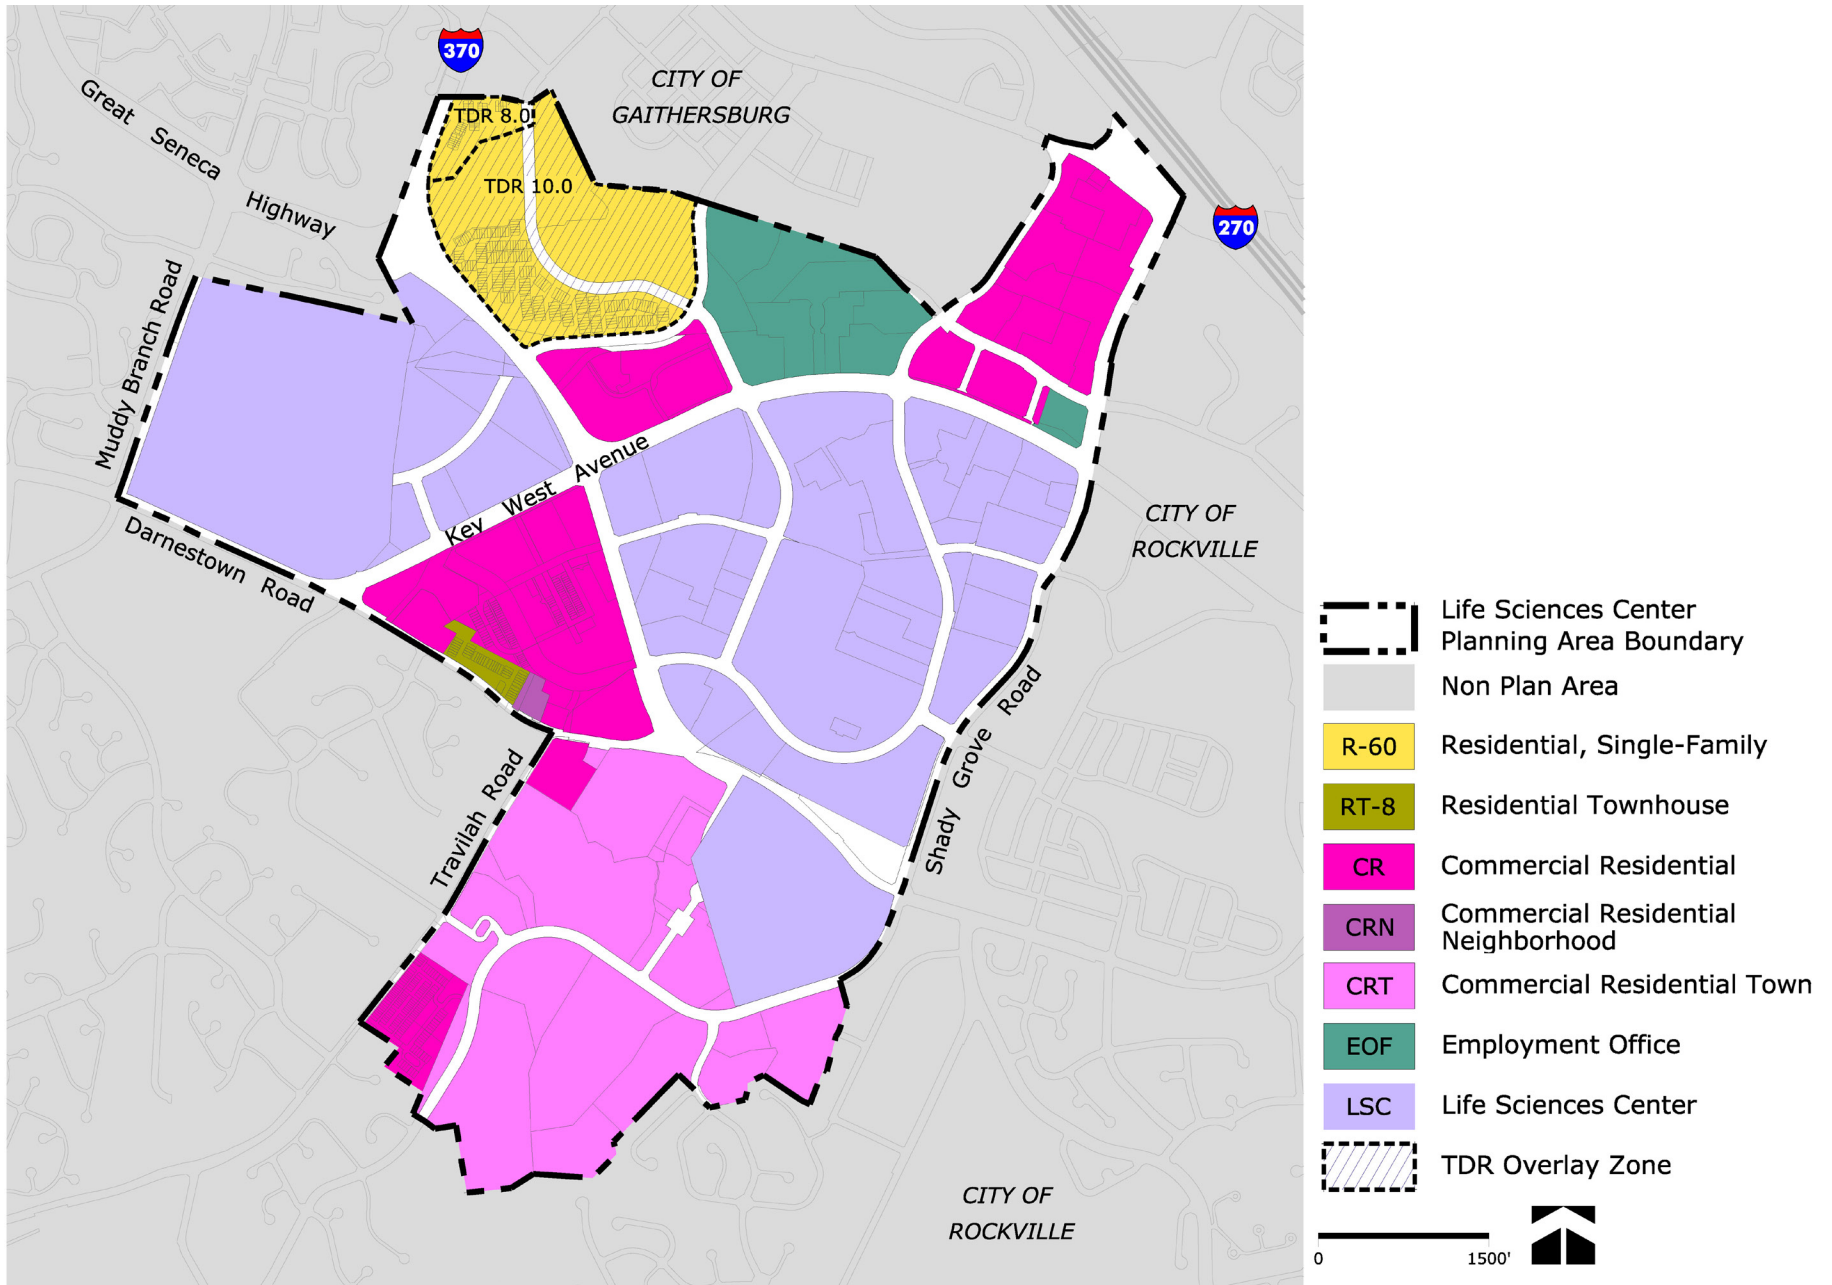 370
CITY OF
GAITHERSBURG
Great Seneca Highway
TDR 8.0
TDR 10.0
270
Muddy Branch Road
Key West Avenue
Darnestown Road
CITY OF
ROCKVILLE
Travilah Road
Shady Grove Road
CITY OF
ROCKVILLE
Life Sciences Center
Planning Area Boundary
Non Plan Area
R-60 Residential, Single-Family
RT-8 Residential Townhouse
CR Commercial Residential
CRN Commercial Residential
Neighborhood
CRT Commercial Residential Town
EOF Employment Office
LSC Life Sciences Center
TDR Overlay Zone
0 1500'